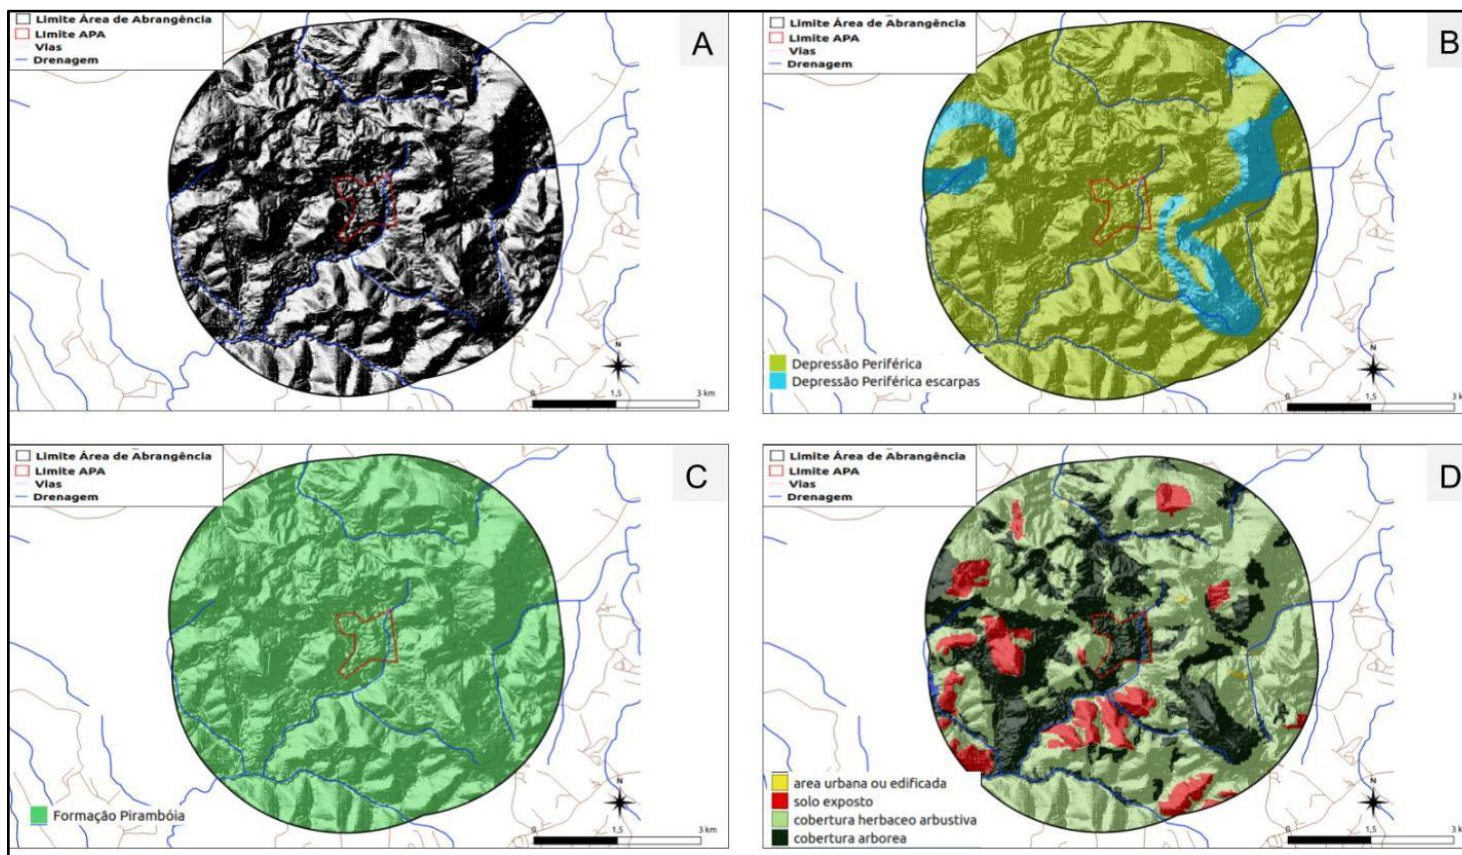 Limite Área de Abrangência
LImite APA
Vias
Drenagem
A
N
0 1,5 3 km
Limite Área de Abrangência
LImite APA
Vias
Drenagem
B
Depressão Periférica
Depressão Periférica escarpas
N
0 1,5 3 k
Limite Área de Abrangência
LImite APA
Vias
Drenagem
C
Formação Pirambóia
N
0 1,5 3 km
Limite Área de Abrangência
LImite APA
Vias
Drenagem
D
area urbana ou edificada
solo exposto
cobertura herbaceo arbustiva
cobertura arborea
N
0 1,5 3 k